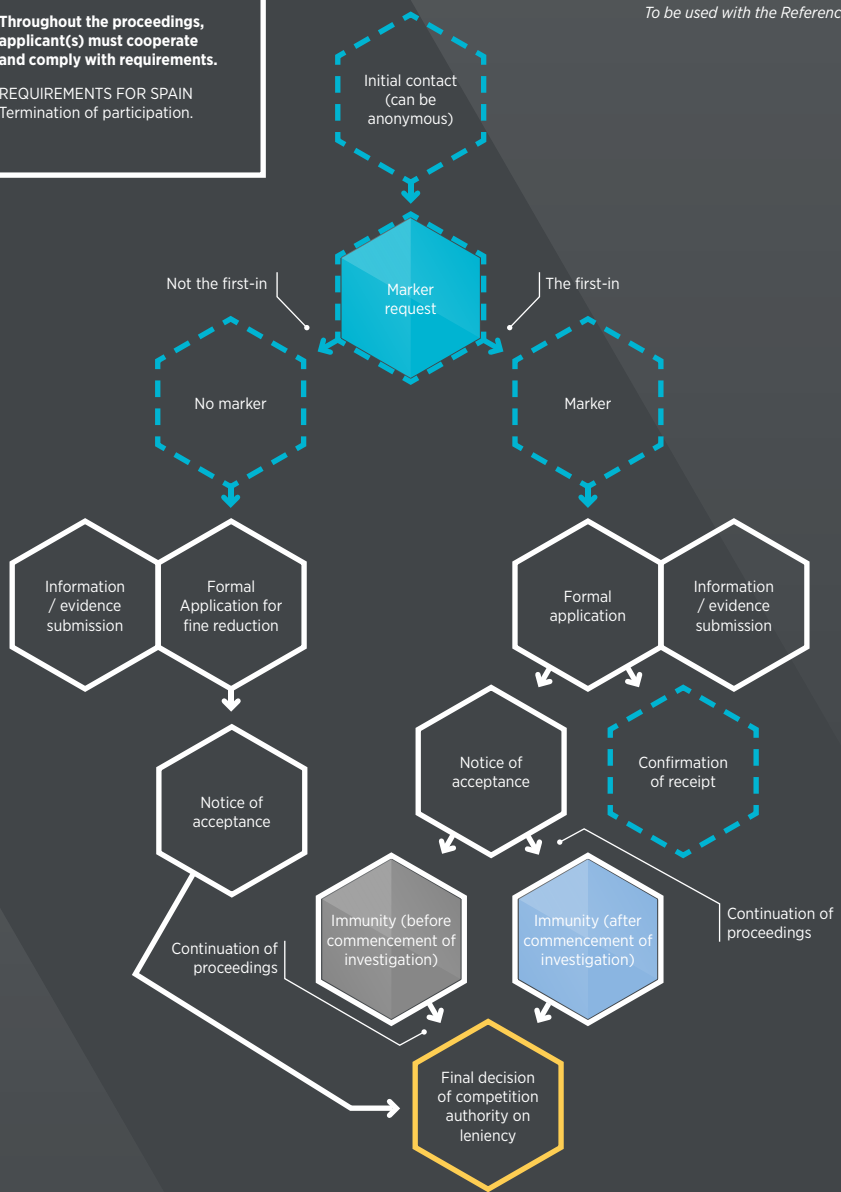 Throughout the proceedings,
applicant(s) must cooperate
and comply with requirements.
REQUIREMENTS FOR SPAIN
Termination of participation.
To be used with the Referenc
Initial contact
(can be
anonymous)
Not the first-in
Marker
request
The first-in
No marker
Marker
Information
/ evidence
submission
Formal
Application for
fine reduction
Formal
application
Information
/ evidence
submission
Notice of
acceptance
Notice of
acceptance
Confirmation
of receipt
Continuation of
proceedings
Immunity (before
commencement of
investigation)
Immunity (after
commencement of
investigation)
Continuation of
proceedings
Final decision
of competition
authority on
leniency